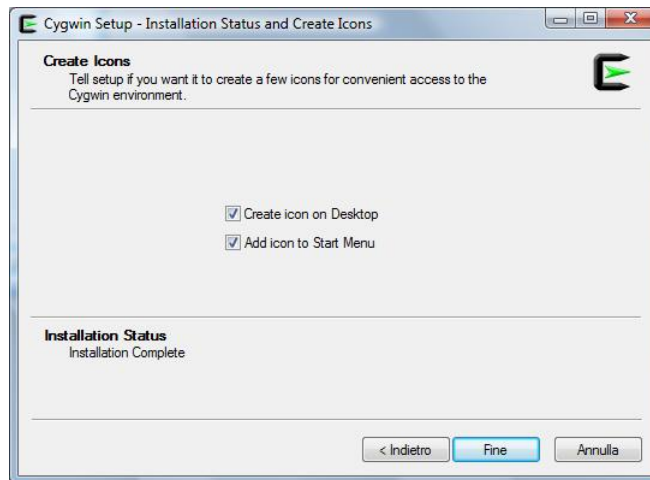 Cygwin Setup - Installation Status and Create Icons
Create Icons
Tell setup if you want it to create a few icons for convenient access to the
Cygwin environment.
Create icon on Desktop
Add icon to Start Menu
Installation Status
Installation Complete
< Indietro
Fine
Annulla